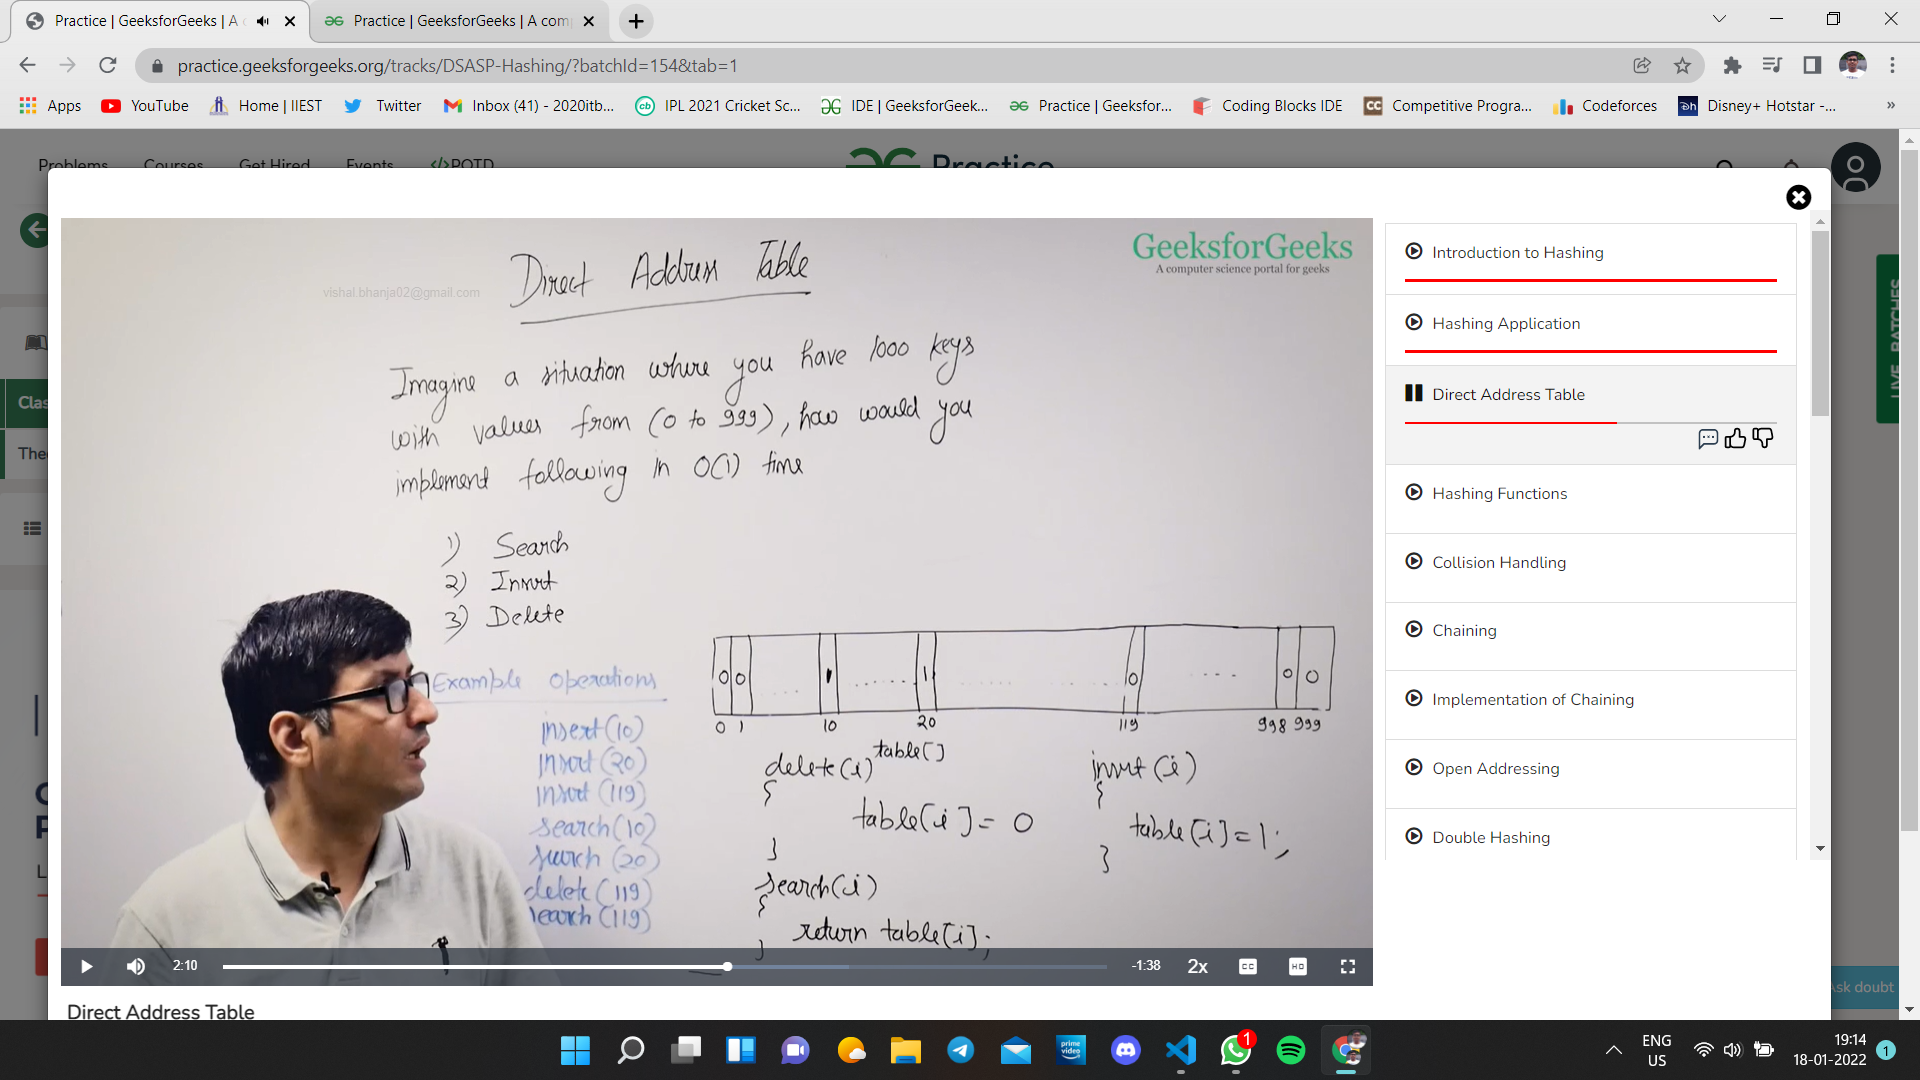 Practice | GeeksforGeeks | A
Practice | GeeksforGeeks | A com
practice.geeksforgeeks.org/tracks/DSASP-Hashing/?batchId=154&tab=1
Apps YouTube Home | IIEST Twitter Inbox (41) - 2020itb... IPL 2021 Cricket Sc... IDE | GeeksforGeek... Practice | Geeksfor... Coding Blocks IDE Competitive Progra... Codeforces Disney+ Hotstar -... »
Problems Courses Get Hired Events POTD Practice
LIVE BATCHES
Clas
Theo
GeeksforGeeks
A computer science portal for geeks
vishal.bhanja02@gmail.com
Direct Address Table
Imagine a situation where you have 1000 keys
with values from (0 to 999), how would you
implement following in O(1) time
1) Search
2) Insert
3) Delete
Example Operations
insert(10)
insert(20)
insert(119)
search(10)
search(20)
delete(119)
search(119)
0 0 1 ...... 1 ...... 0 .... 0 0
0 1 10 20 119 998 999
table[]
delete(i)
{
table[i] = 0
}
insert(i)
{
table[i] = 1;
}
search(i)
{
return table[i];
}
2:10 -1:38 2x CC HD
Direct Address Table
Introduction to Hashing
Hashing Application
Direct Address Table
Hashing Functions
Collision Handling
Chaining
Implementation of Chaining
Open Addressing
Double Hashing
Ask doubt
prime video
1
ENG
US
19:14
18-01-2022
1